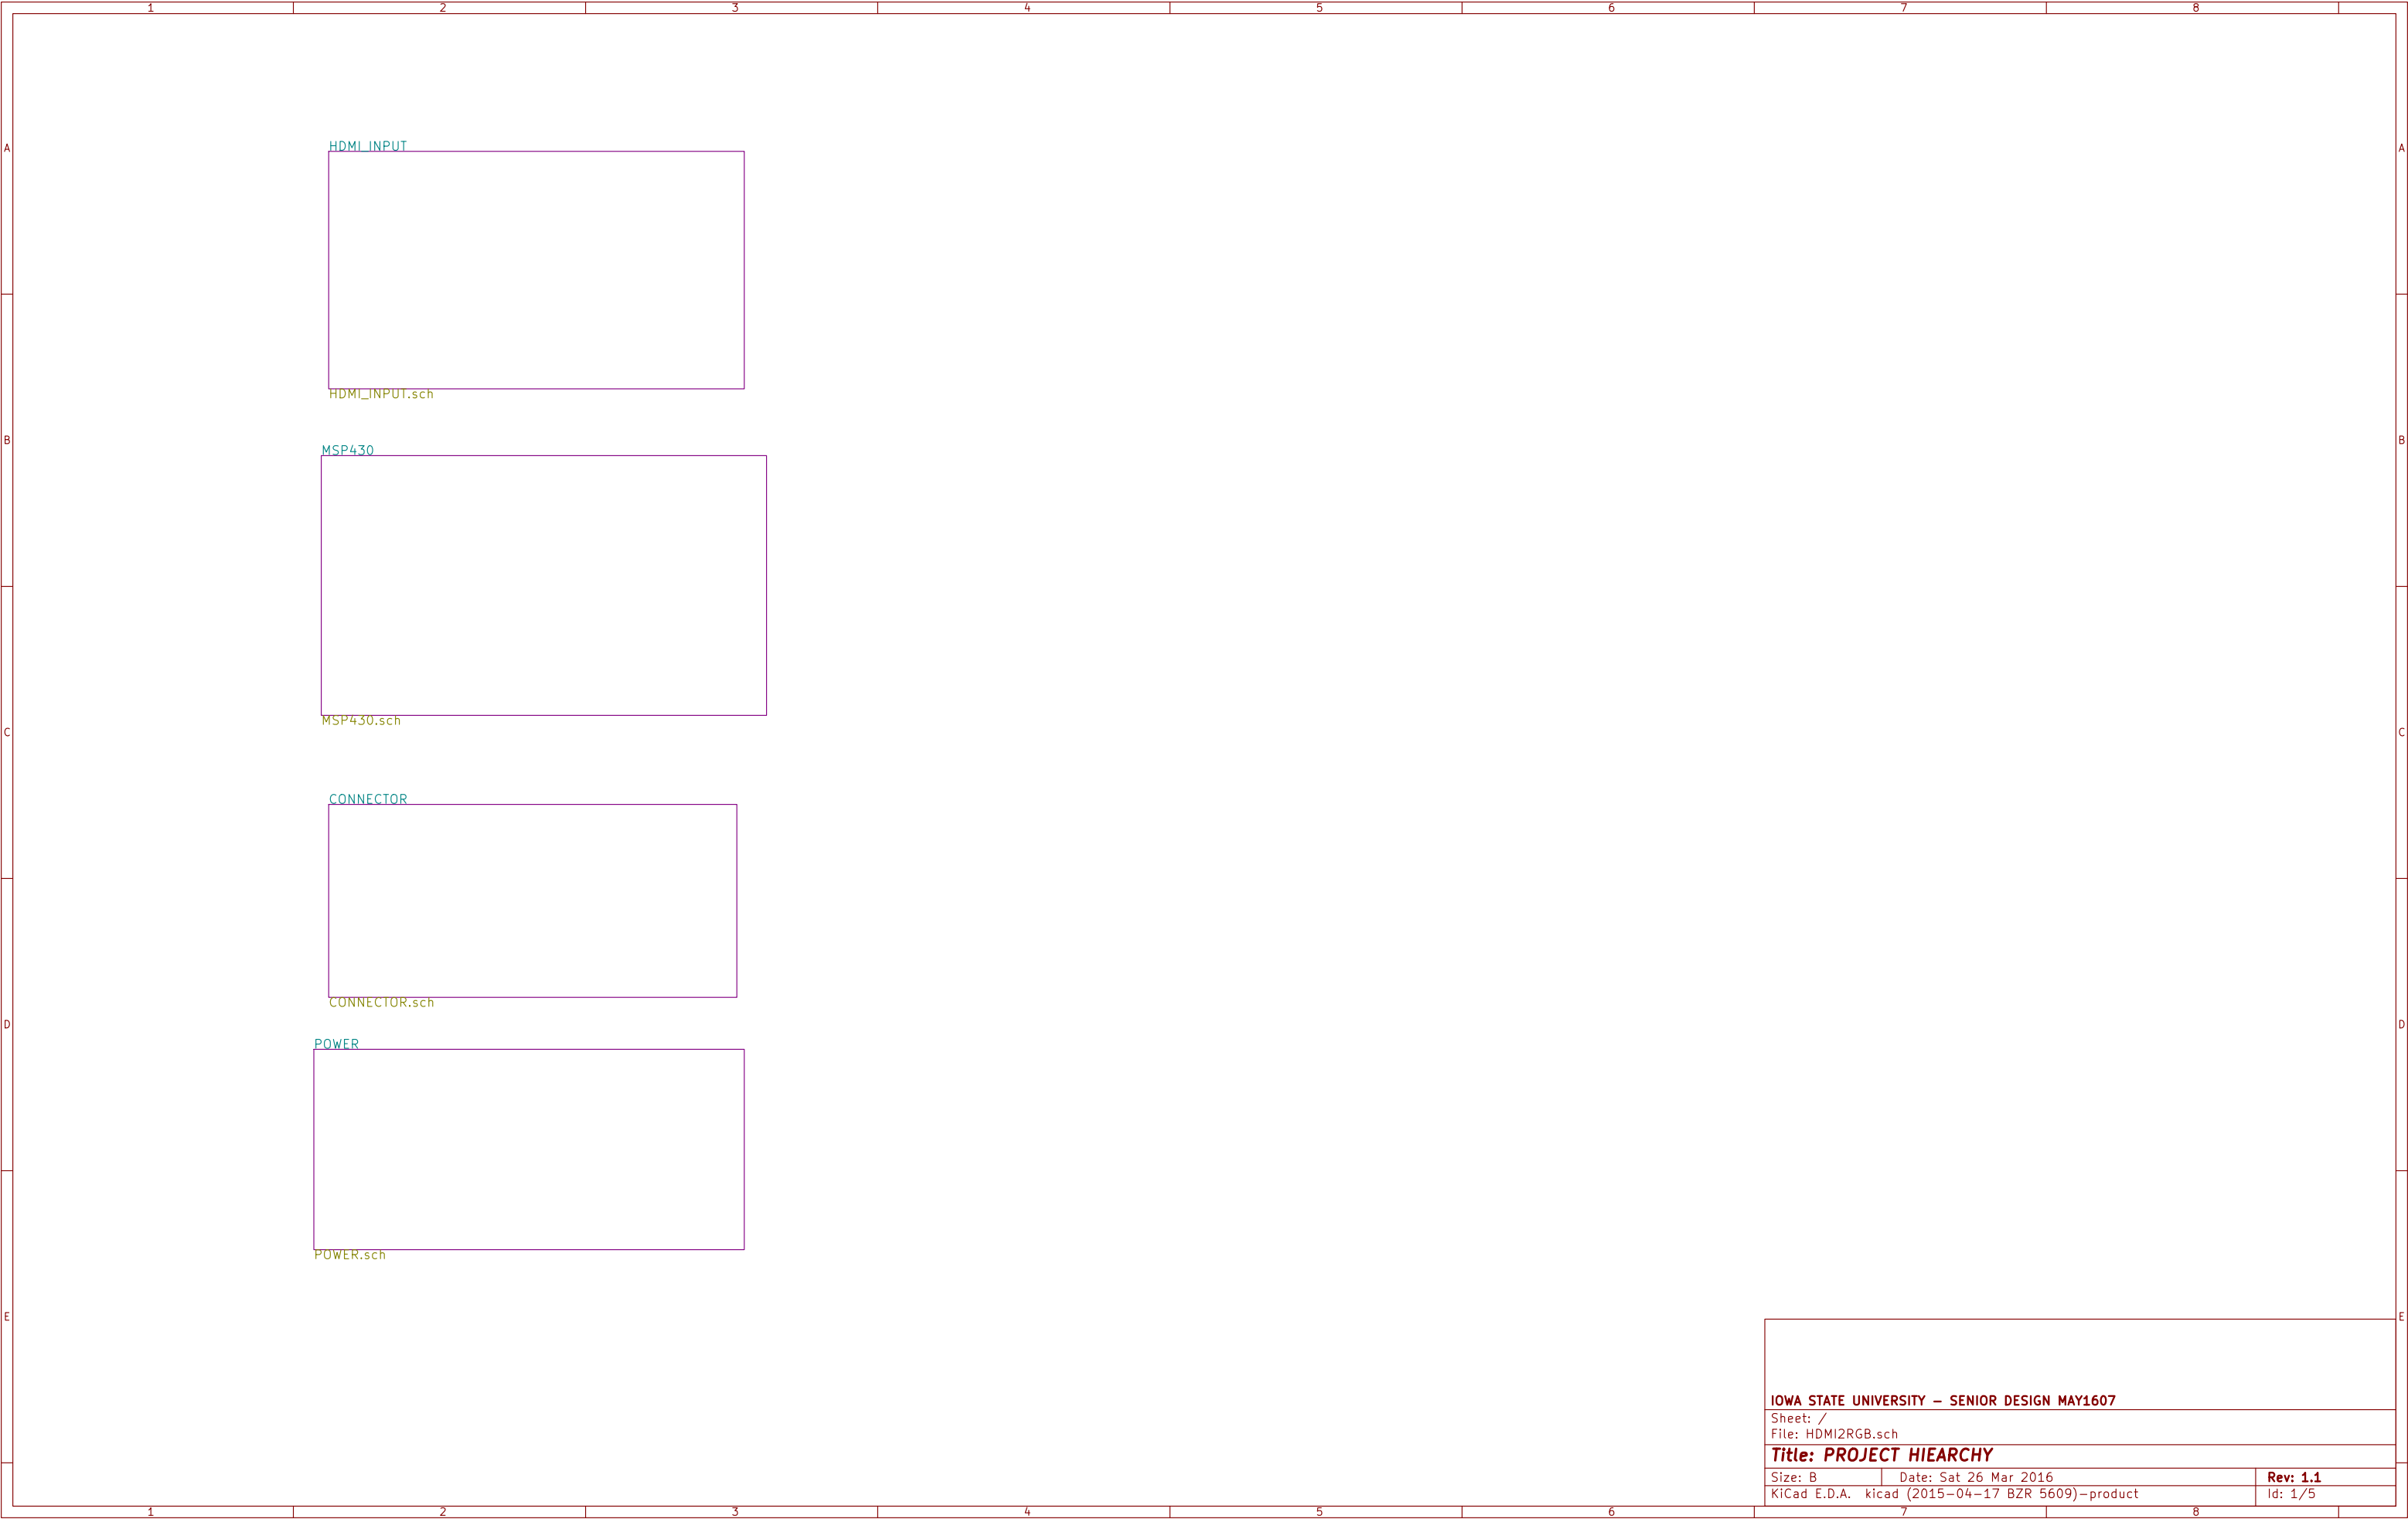 1 2 3 4 5 6 7 8
HDMI_INPUT
A A
HDMI_INPUT.sch
B B
MSP430
MSP430.sch
C C
CONNECTOR
CONNECTOR.sch
D D
POWER
POWER.sch
E E
IOWA STATE UNIVERSITY - SENIOR DESIGN MAY1607
Sheet: /
File: HDMI2RGB.sch
Title: PROJECT HIEARCHY
Size: B Date: Sat 26 Mar 2016 Rev: 1.1
KiCad E.D.A. kicad (2015-04-17 BZR 5609)-product Id: 1/5
1 2 3 4 5 6 7 8